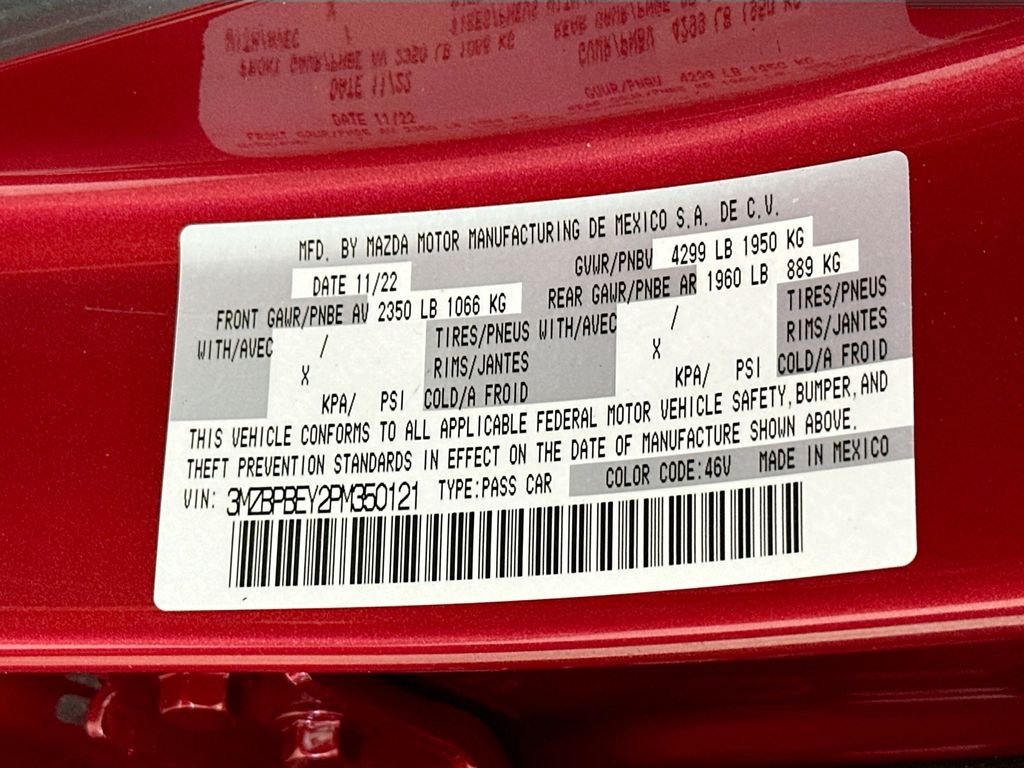 MFD. BY MAZDA MOTOR MANUFACTURING DE MEXICO S.A. DE C.V.
DATE 11/22 GVWR/PNBV 4299 LB 1950 KG
FRONT GAWR/PNBE AV 2350 LB 1066 KG REAR GAWR/PNBE AR 1960 LB 889 KG
WITH/AVEC / TIRES/PNEUS WITH/AVEC / TIRES/PNEUS
X RIMS/JANTES X RIMS/JANTES
KPA/ PSI COLD/A FROID KPA/ PSI COLD/A FROID
THIS VEHICLE CONFORMS TO ALL APPLICABLE FEDERAL MOTOR VEHICLE SAFETY, BUMPER, AND
THEFT PREVENTION STANDARDS IN EFFECT ON THE DATE OF MANUFACTURE SHOWN ABOVE.
VIN: 3MZBPBEY2PM350121 TYPE:PASS CAR COLOR CODE:46V MADE IN MEXICO